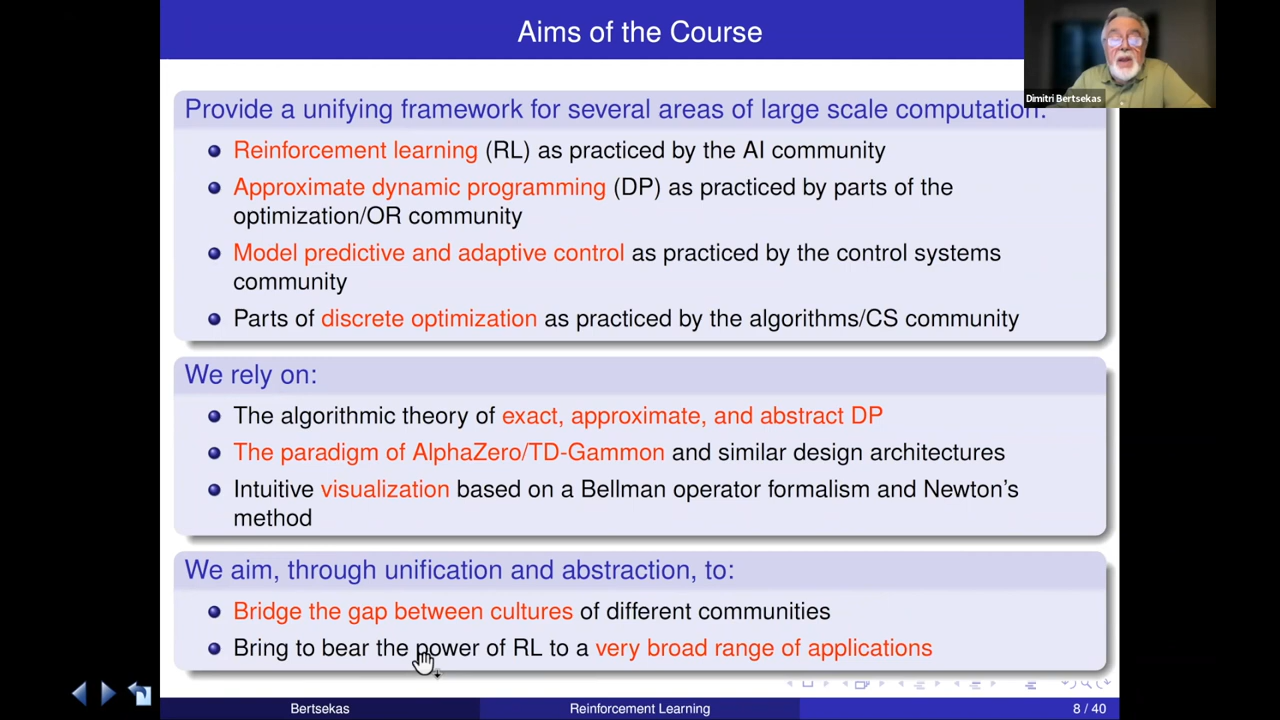 Aims of the Course
Dimitri Bertsekas
Provide a unifying framework for several areas of large scale computation:
Reinforcement learning (RL) as practiced by the AI community
Approximate dynamic programming (DP) as practiced by parts of the
optimization/OR community
Model predictive and adaptive control as practiced by the control systems
community
Parts of discrete optimization as practiced by the algorithms/CS community
We rely on:
The algorithmic theory of exact, approximate, and abstract DP
The paradigm of AlphaZero/TD-Gammon and similar design architectures
Intuitive visualization based on a Bellman operator formalism and Newton's
method
We aim, through unification and abstraction, to:
Bridge the gap between cultures of different communities
Bring to bear the power of RL to a very broad range of applications
Bertsekas
Reinforcement Learning
8 / 40